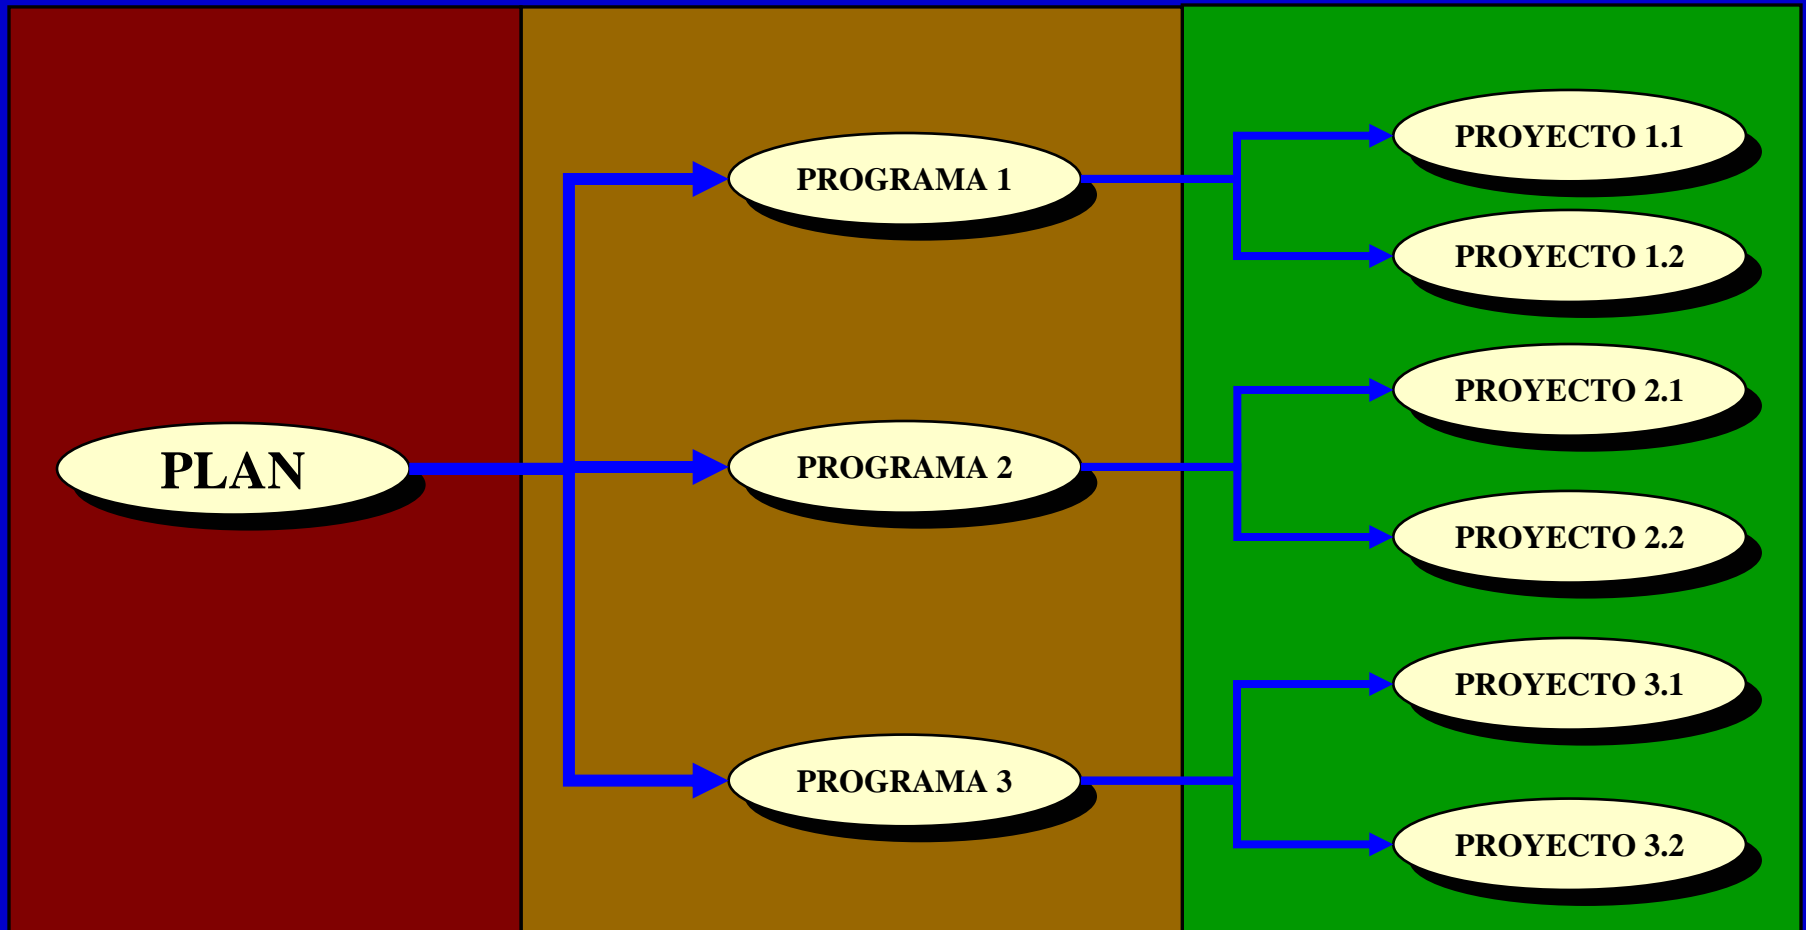 PLAN
PROGRAMA 1
PROGRAMA 2
PROGRAMA 3
PROYECTO 1.1
PROYECTO 1.2
PROYECTO 2.1
PROYECTO 2.2
PROYECTO 3.1
PROYECTO 3.2